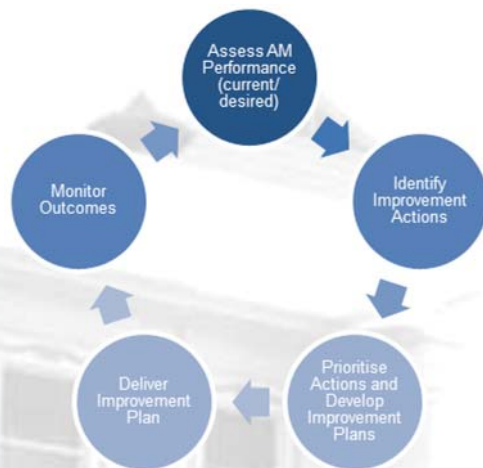 Assess AM
Performance
(current/
desired)
Identify
Improvement
Actions
Prioritise
Actions and
Develop
Improvement
Plans
Deliver
Improvement
Plan
Monitor
Outcomes